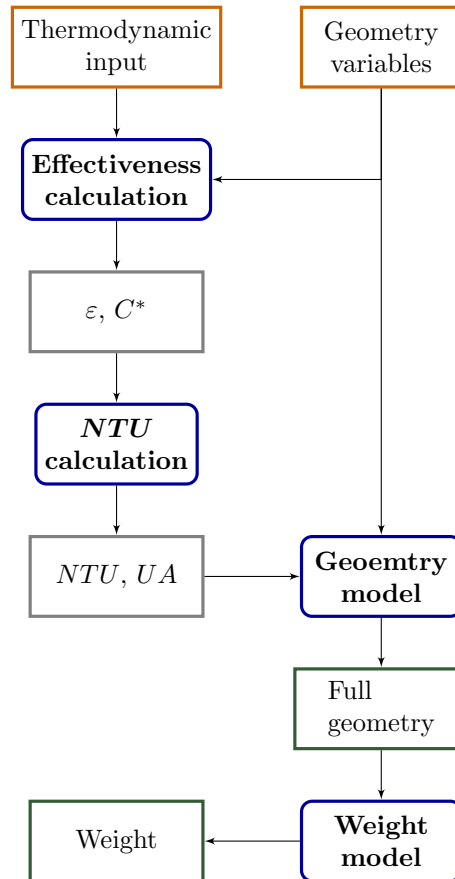 Thermodynamic
input
Geometry
variables
Effectiveness
calculation
ε, C*
NTU
calculation
NTU, UA
Geoemtry
model
Full
geometry
Weight
Weight
model